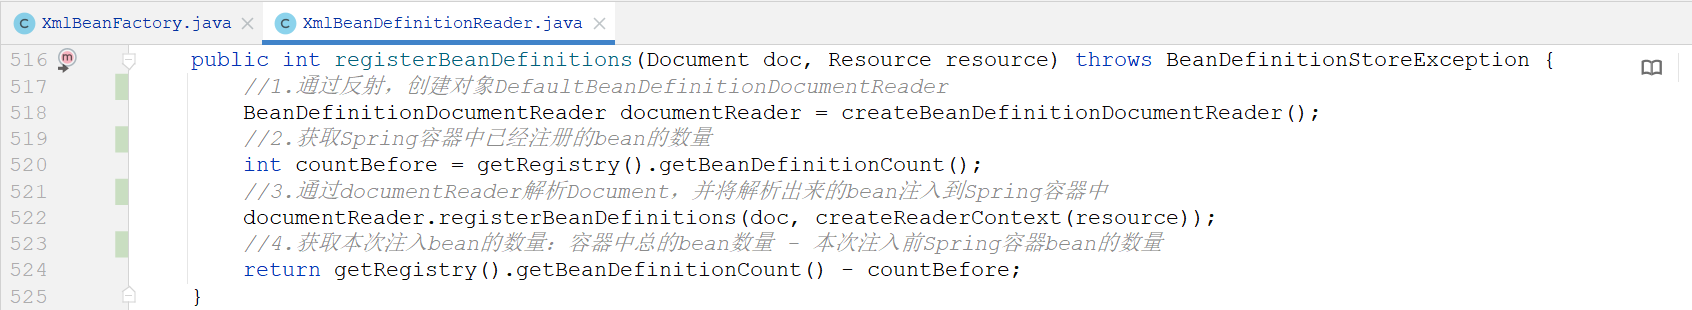 XmlBeanFactory.java XmlBeanDefinitionReader.java
516 public int registerBeanDefinitions(Document doc, Resource resource) throws BeanDefinitionStoreException {
517 //1.通过反射，创建对象DefaultBeanDefinitionDocumentReader
518 BeanDefinitionDocumentReader documentReader = createBeanDefinitionDocumentReader();
519 //2.获取Spring容器中已经注册的bean的数量
520 int countBefore = getRegistry().getBeanDefinitionCount();
521 //3.通过documentReader解析Document，并将解析出来的bean注入到Spring容器中
522 documentReader.registerBeanDefinitions(doc, createReaderContext(resource));
523 //4.获取本次注入bean的数量：容器中总的bean数量 - 本次注入前Spring容器bean的数量
524 return getRegistry().getBeanDefinitionCount() - countBefore;
525 }